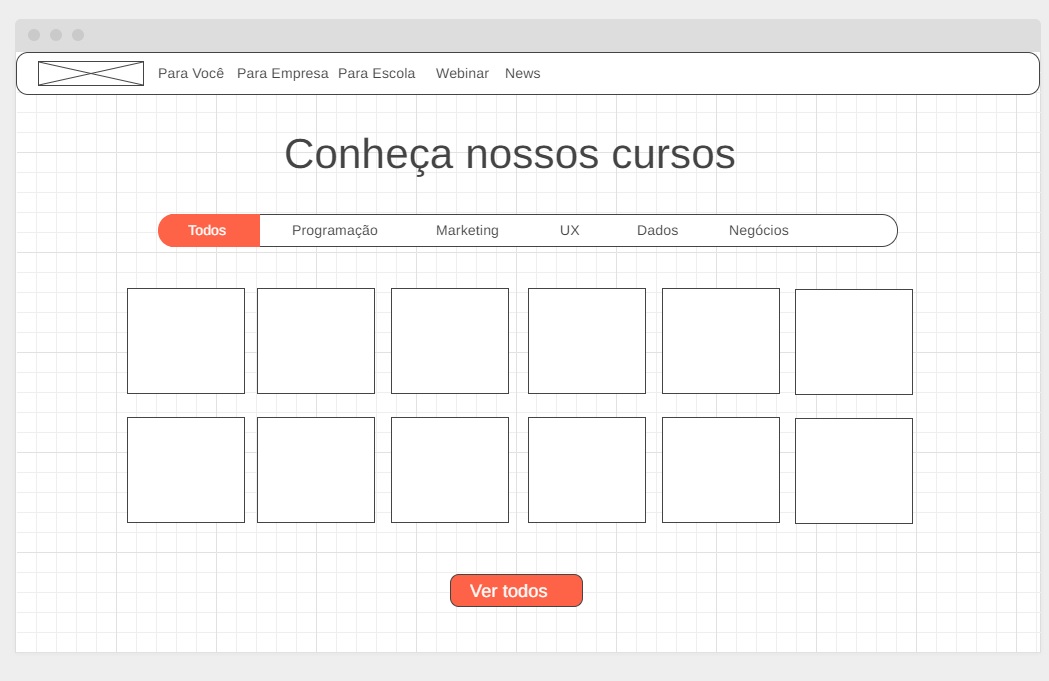 Para Você Para Empresa Para Escola Webinar News
Conheça nossos cursos
Todos Programação Marketing UX Dados Negócios
Ver todos